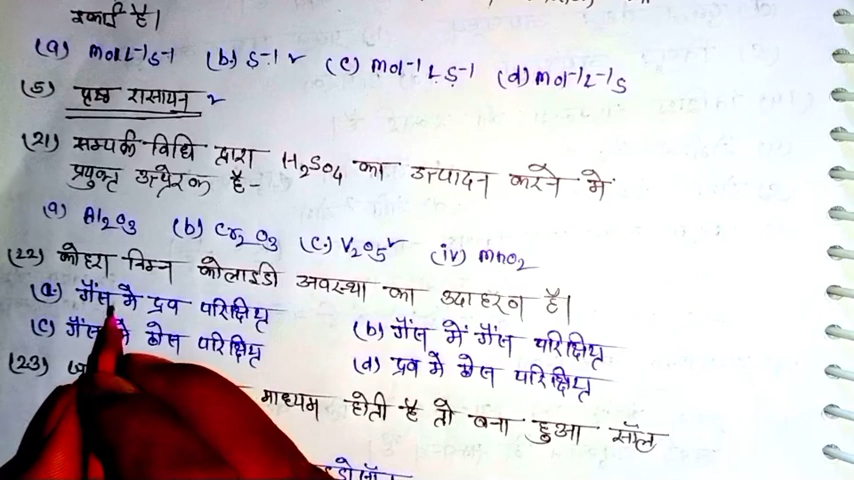 इकाई है।
(a) mol L-1 s-1 (b) s-1 ✓ (c) mol-1 L s-1 (d) mol-1 L-1 s
(5) पृष्ठ रसायन
(21) सम्पर्क विधि द्वारा H2SO4 का उत्पादन करने में
प्रयुक्त उत्प्रेरक है-
(a) Al2O3 (b) Cr2O3 (c) V2O5 ✓ (iv) MnO2
(22) कोहरा निम्न कोलाइडी अवस्था का उदाहरण है।
(a) गैस में द्रव परिक्षिप्त
(b) गैस में गैस परिक्षिप्त
(c) गैस में ठोस परिक्षिप्त
(d) द्रव में ठोस परिक्षिप्त
(23) माध्यम होती है तो बना हुआ सॉल